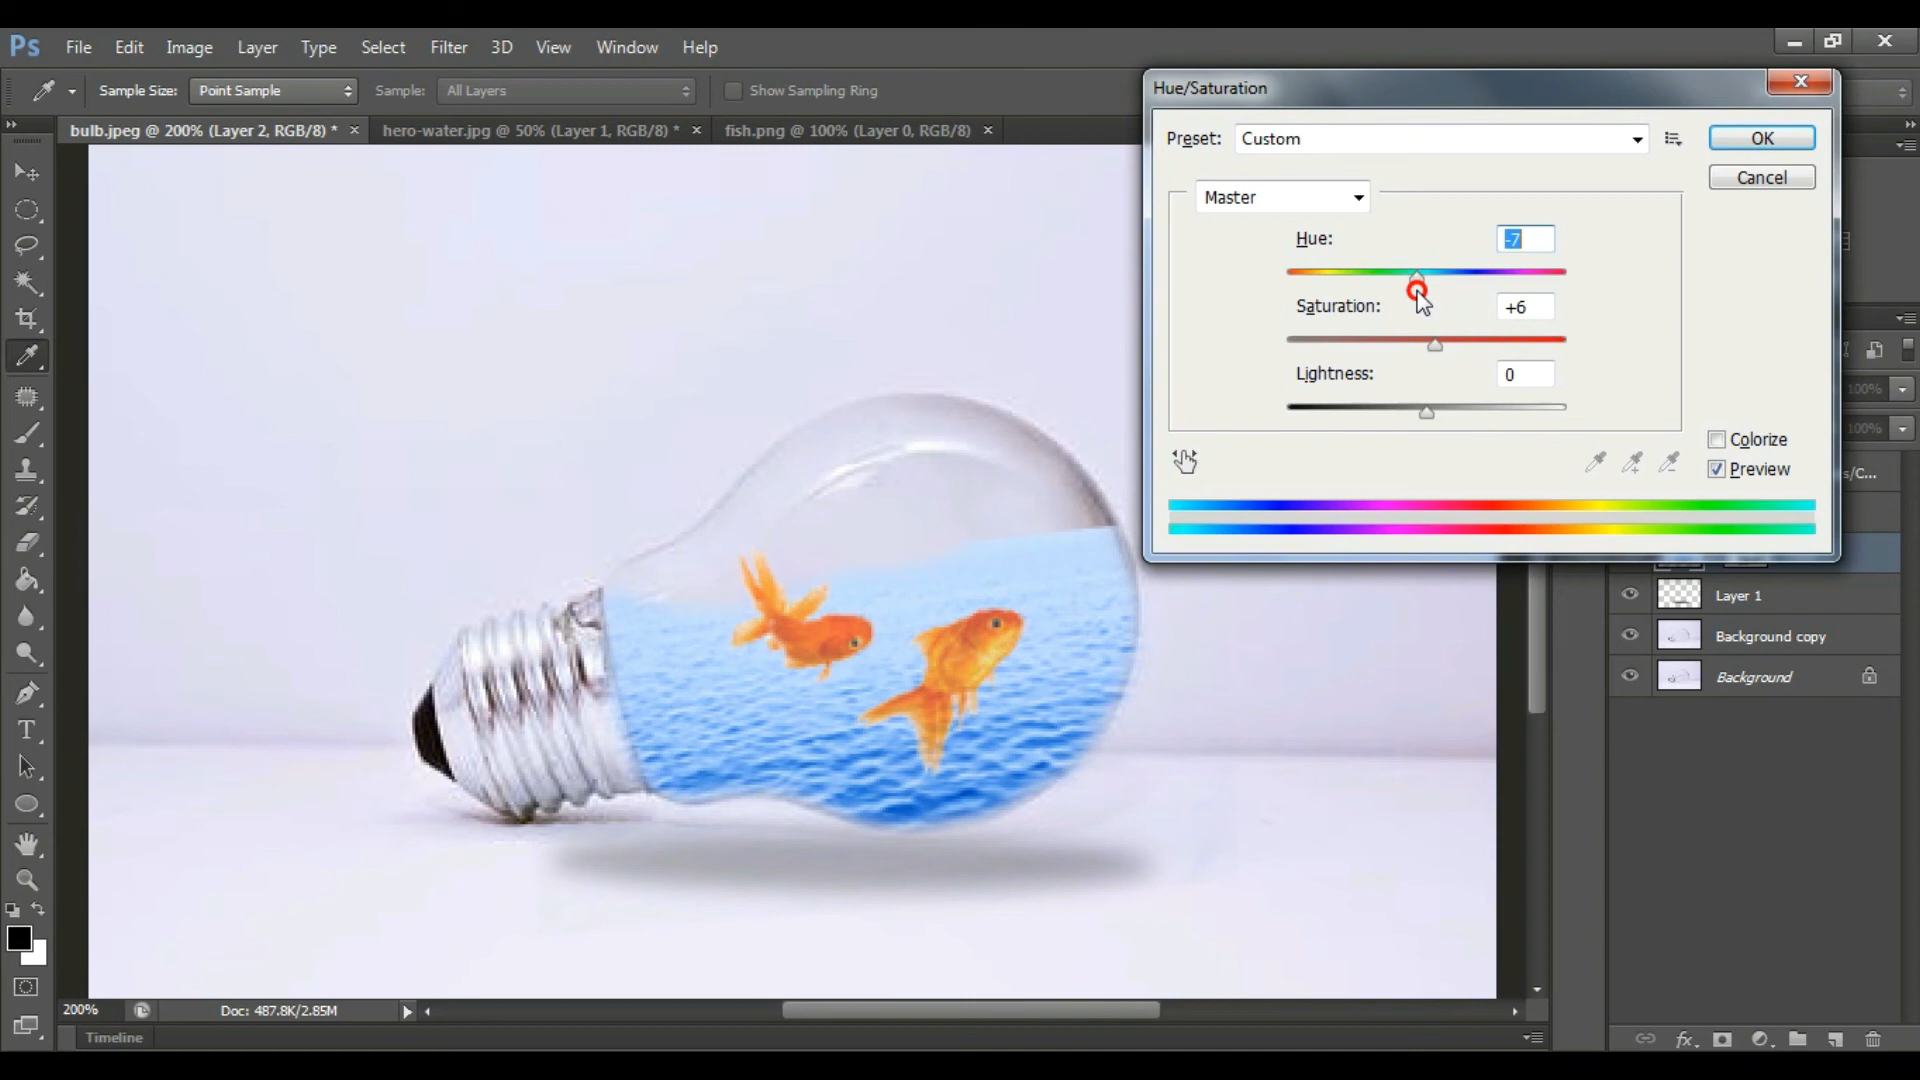 Ps File Edit Image Layer Type Select Filter 3D View Window Help
Sample Size: Point Sample Sample: All Layers Show Sampling Ring
bulb.jpeg @ 200% (Layer 2, RGB/8) * hero-water.jpg @ 50% (Layer 1, RGB/8) * fish.png @ 100% (Layer 0, RGB/8)
Hue/Saturation
Preset: Custom OK
Cancel
Master
Hue: -7
Saturation: +6
Lightness: 0
Colorize
Preview
100%
100%
s/C...
Layer 1
Background copy
Background
T
200% Doc: 487.8K/2.85M
Timeline
fx